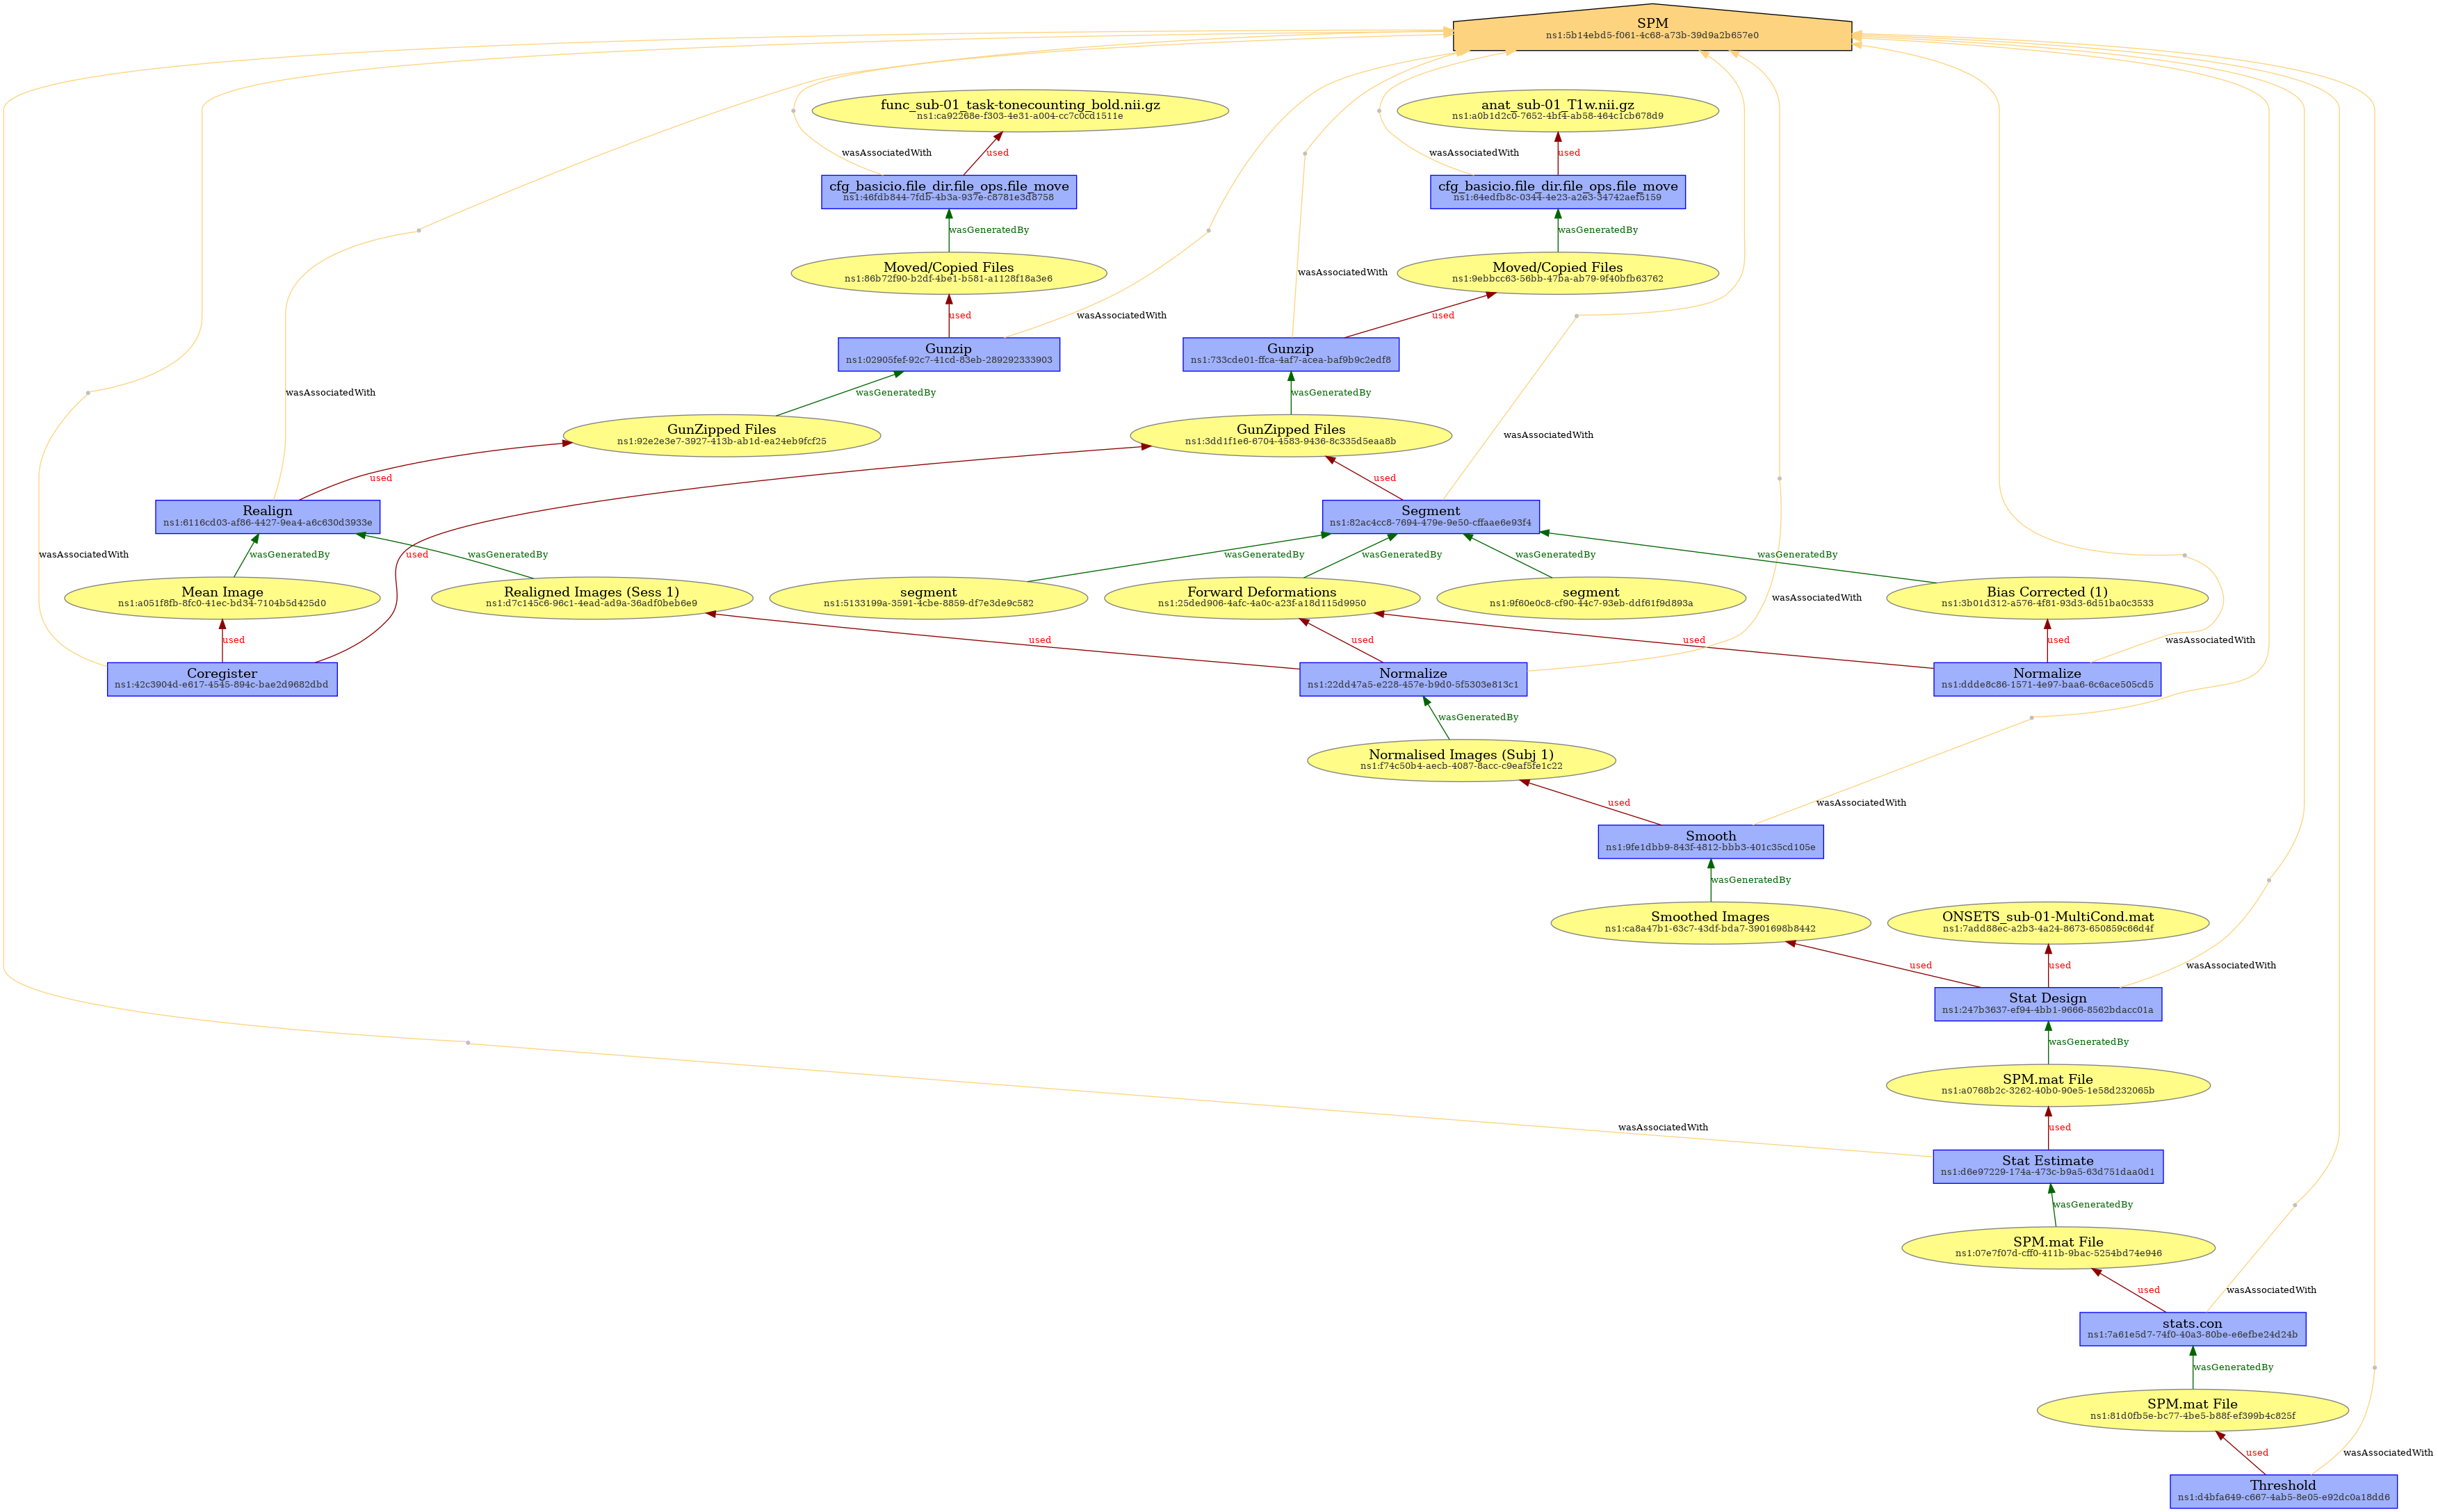 SPM
ns1:5b14ebd5-f061-4c68-a73b-39d9a2b657e0
func_sub-01_task-tonecounting_bold.nii.gz
ns1:ca92268e-f303-4e31-a004-cc7c0cd1511e
anat_sub-01_T1w.nii.gz
ns1:a0b1d2c0-7652-4bf4-ab58-464c1cb678d9
wasAssociatedWith
used
wasAssociatedWith
used
cfg_basicio.file_dir.file_ops.file_move
ns1:46fdb844-7fdb-4b3a-937e-c8781e3d8758
cfg_basicio.file_dir.file_ops.file_move
ns1:64edfb8c-0344-4e23-a2e3-34742aef5159
wasGeneratedBy
wasGeneratedBy
Moved/Copied Files
ns1:86b72f90-b2df-4be1-b581-a1128f18a3e6
wasAssociatedWith
Moved/Copied Files
ns1:9ebbcc63-56bb-47ba-ab79-9f40bfb63762
used
wasAssociatedWith
used
Gunzip
ns1:02905fef-92c7-41cd-83eb-289292333903
Gunzip
ns1:733cde01-ffca-4af7-acea-baf9b9c2edf8
wasAssociatedWith
wasGeneratedBy
wasGeneratedBy
GunZipped Files
ns1:92e2e3e7-3927-413b-ab1d-ea24eb9fcf25
GunZipped Files
ns1:3dd1f1e6-6704-4583-9436-8c335d5eaa8b
wasAssociatedWith
used
used
Realign
ns1:6116cd03-af86-4427-9ea4-a6c630d3933e
Segment
ns1:82ac4cc8-7694-479e-9e50-cffaae6e93f4
wasAssociatedWith
wasGeneratedBy
used
wasGeneratedBy
wasGeneratedBy
wasGeneratedBy
wasGeneratedBy
wasGeneratedBy
Mean Image
ns1:a051f8fb-8fc0-41ec-bd34-7104b5d425d0
Realigned Images (Sess 1)
ns1:d7c145c6-96c1-4ead-ad9a-36adf0beb6e9
segment
ns1:5133199a-3591-4cbe-8859-df7e3de9c582
Forward Deformations
ns1:25ded906-4afc-4a0c-a23f-a18d115d9950
segment
ns1:9f60e0c8-cf90-44c7-93eb-ddf61f9d893a
wasAssociatedWith
Bias Corrected (1)
ns1:3b01d312-a576-4f81-93d3-6d51ba0c3533
used
used
used
used
used
wasAssociatedWith
Coregister
ns1:42c3904d-e617-4545-894c-bae2d9682dbd
Normalize
ns1:22dd47a5-e228-457e-b9d0-5f5303e813c1
Normalize
ns1:ddde8c86-1571-4e97-baa6-6c6ace505cd5
wasGeneratedBy
Normalised Images (Subj 1)
ns1:f74c50b4-aecb-4087-8acc-c9eaf5fe1c22
used
wasAssociatedWith
Smooth
ns1:9fe1dbb9-843f-4812-bbb3-401c35cd105e
wasGeneratedBy
Smoothed Images
ns1:ca8a47b1-63c7-43df-bda7-3901698b8442
ONSETS_sub-01-MultiCond.mat
ns1:7add88ec-a2b3-4a24-8673-650859c66d4f
used
used
wasAssociatedWith
Stat Design
ns1:247b3637-ef94-4bb1-9666-8562bdacc01a
wasGeneratedBy
SPM.mat File
ns1:a0768b2c-3262-40b0-90e5-1e58d232065b
wasAssociatedWith
used
Stat Estimate
ns1:d6e97229-174a-473c-b9a5-63d751daa0d1
wasGeneratedBy
SPM.mat File
ns1:07e7f07d-cff0-411b-9bac-5254bd74e946
used
wasAssociatedWith
stats.con
ns1:7a61e5d7-74f0-40a3-80be-e6efbe24d24b
wasGeneratedBy
SPM.mat File
ns1:81d0fb5e-bc77-4be5-b88f-ef399b4c825f
used
wasAssociatedWith
Threshold
ns1:d4bfa649-c667-4ab5-8e05-e92dc0a18dd6